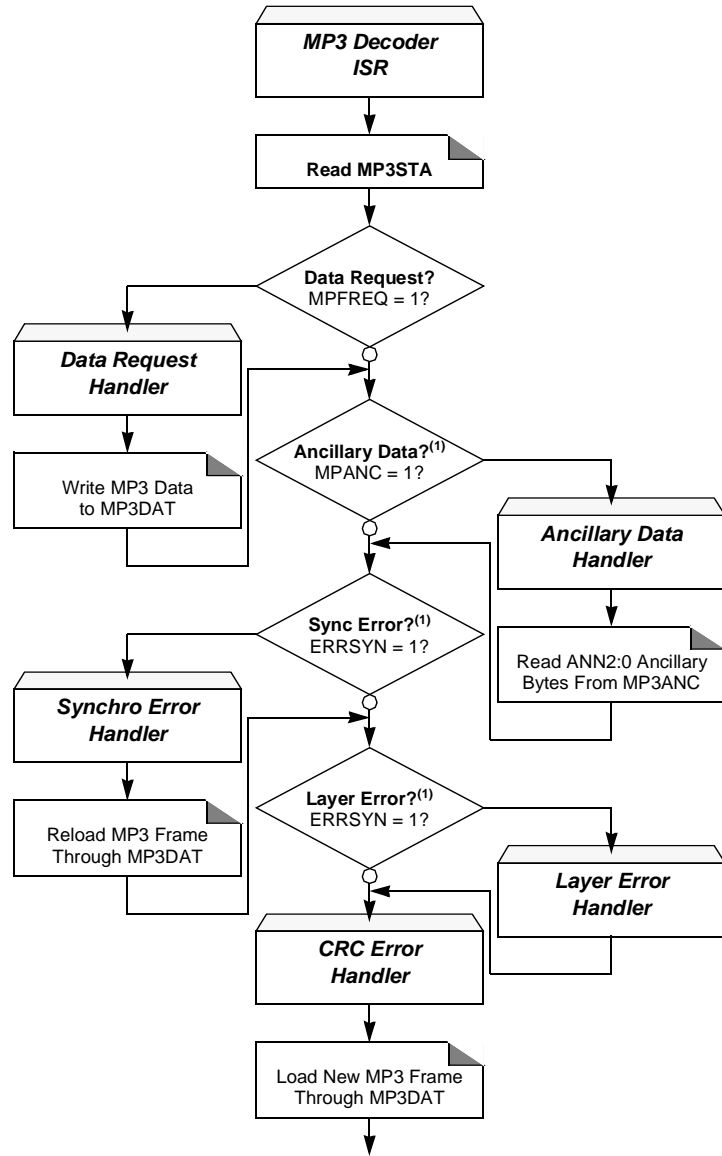 MP3 Decoder
ISR
Read MP3STA
Data Request?
MPFREQ = 1?
Data Request
Handler
Ancillary Data?(1)
MPANC = 1?
Write MP3 Data
to MP3DAT
Ancillary Data
Handler
Sync Error?(1)
ERRSYN = 1?
Read ANN2:0 Ancillary
Bytes From MP3ANC
Synchro Error
Handler
Layer Error?(1)
ERRSYN = 1?
Reload MP3 Frame
Through MP3DAT
Layer Error
Handler
CRC Error
Handler
Load New MP3 Frame
Through MP3DAT